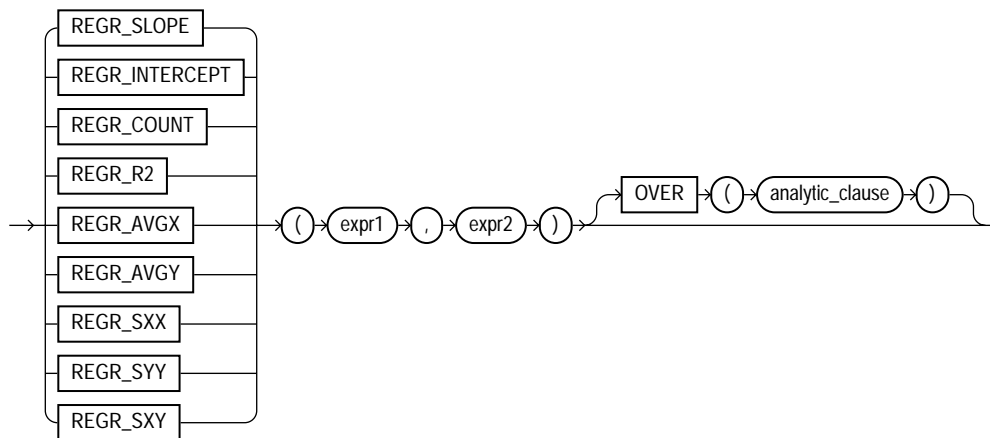 REGR_SLOPE
REGR_INTERCEPT
REGR_COUNT
REGR_R2
REGR_AVGX
REGR_AVGY
REGR_SXX
REGR_SYY
REGR_SXY
( expr1 , expr2 )
OVER ( analytic_clause )